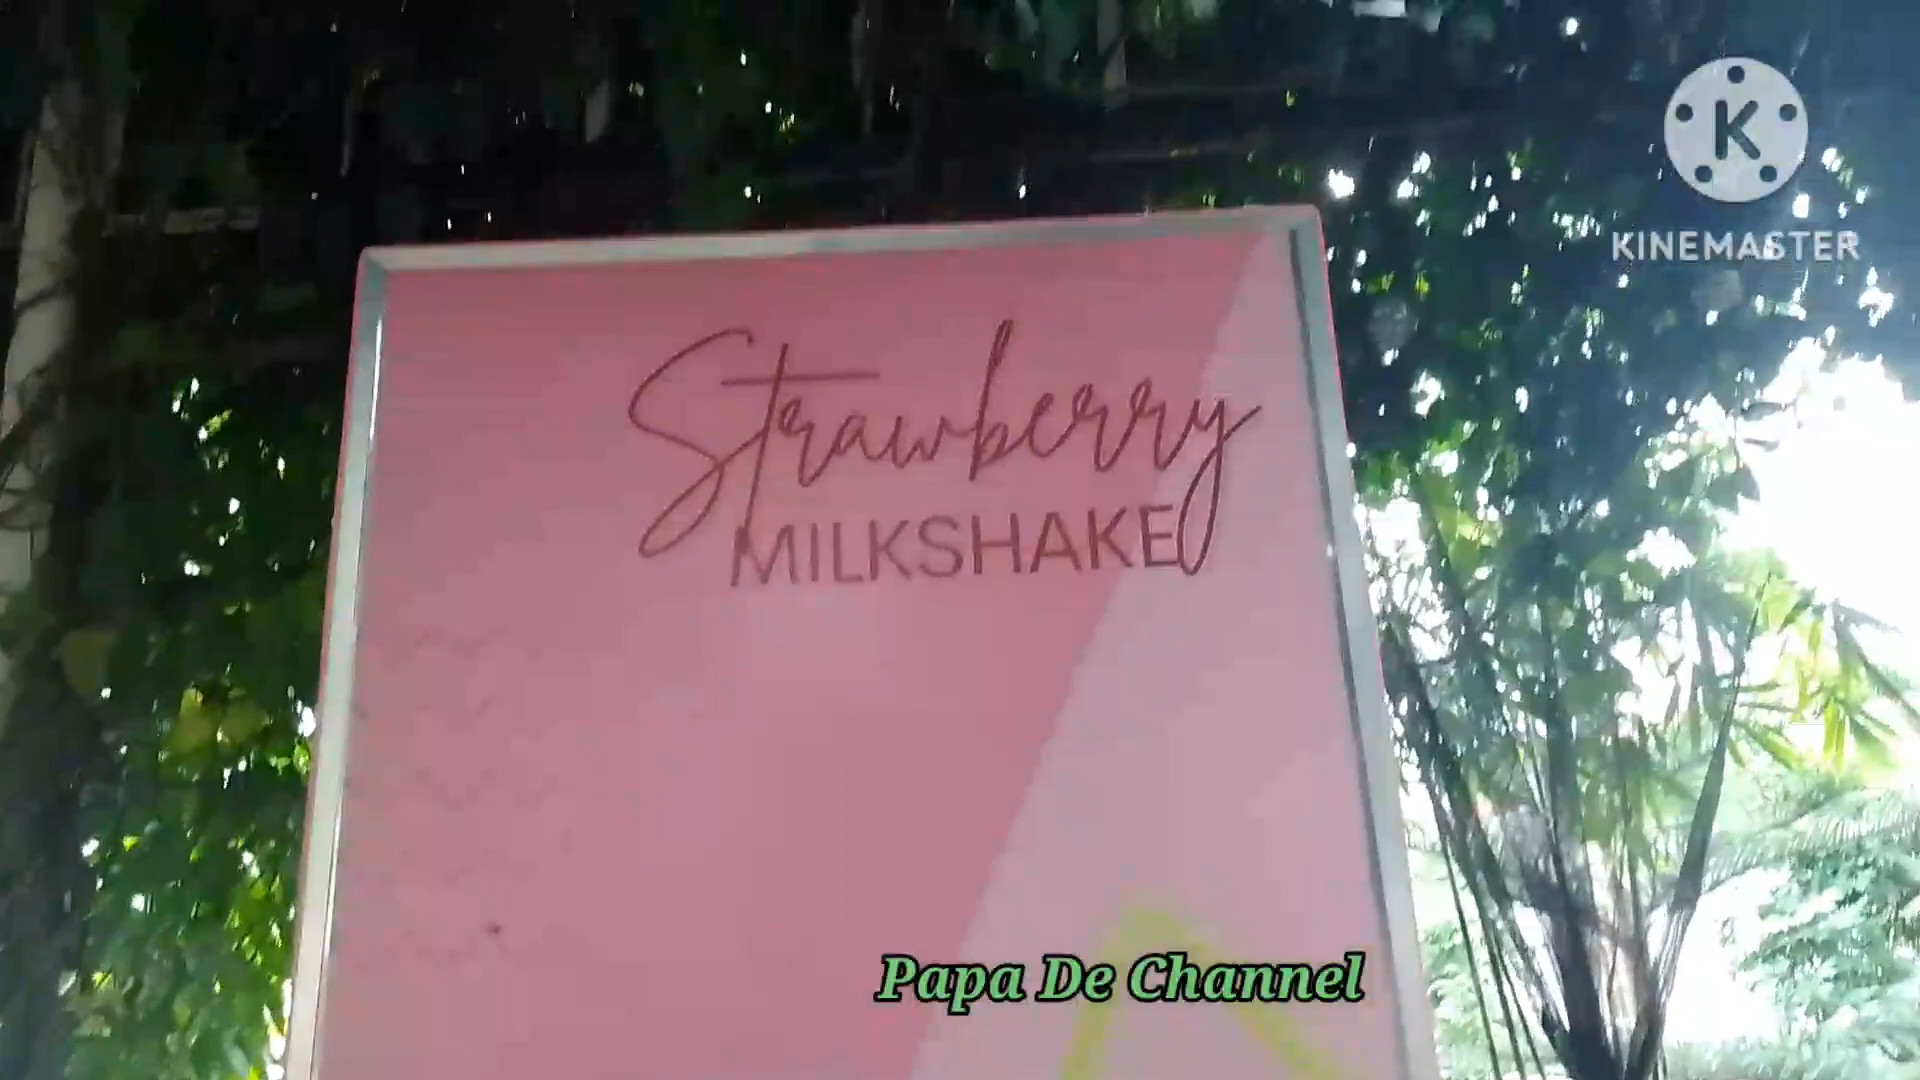 K
KINEMASTER
Strawberry
MILKSHAKE
Papa De Channel